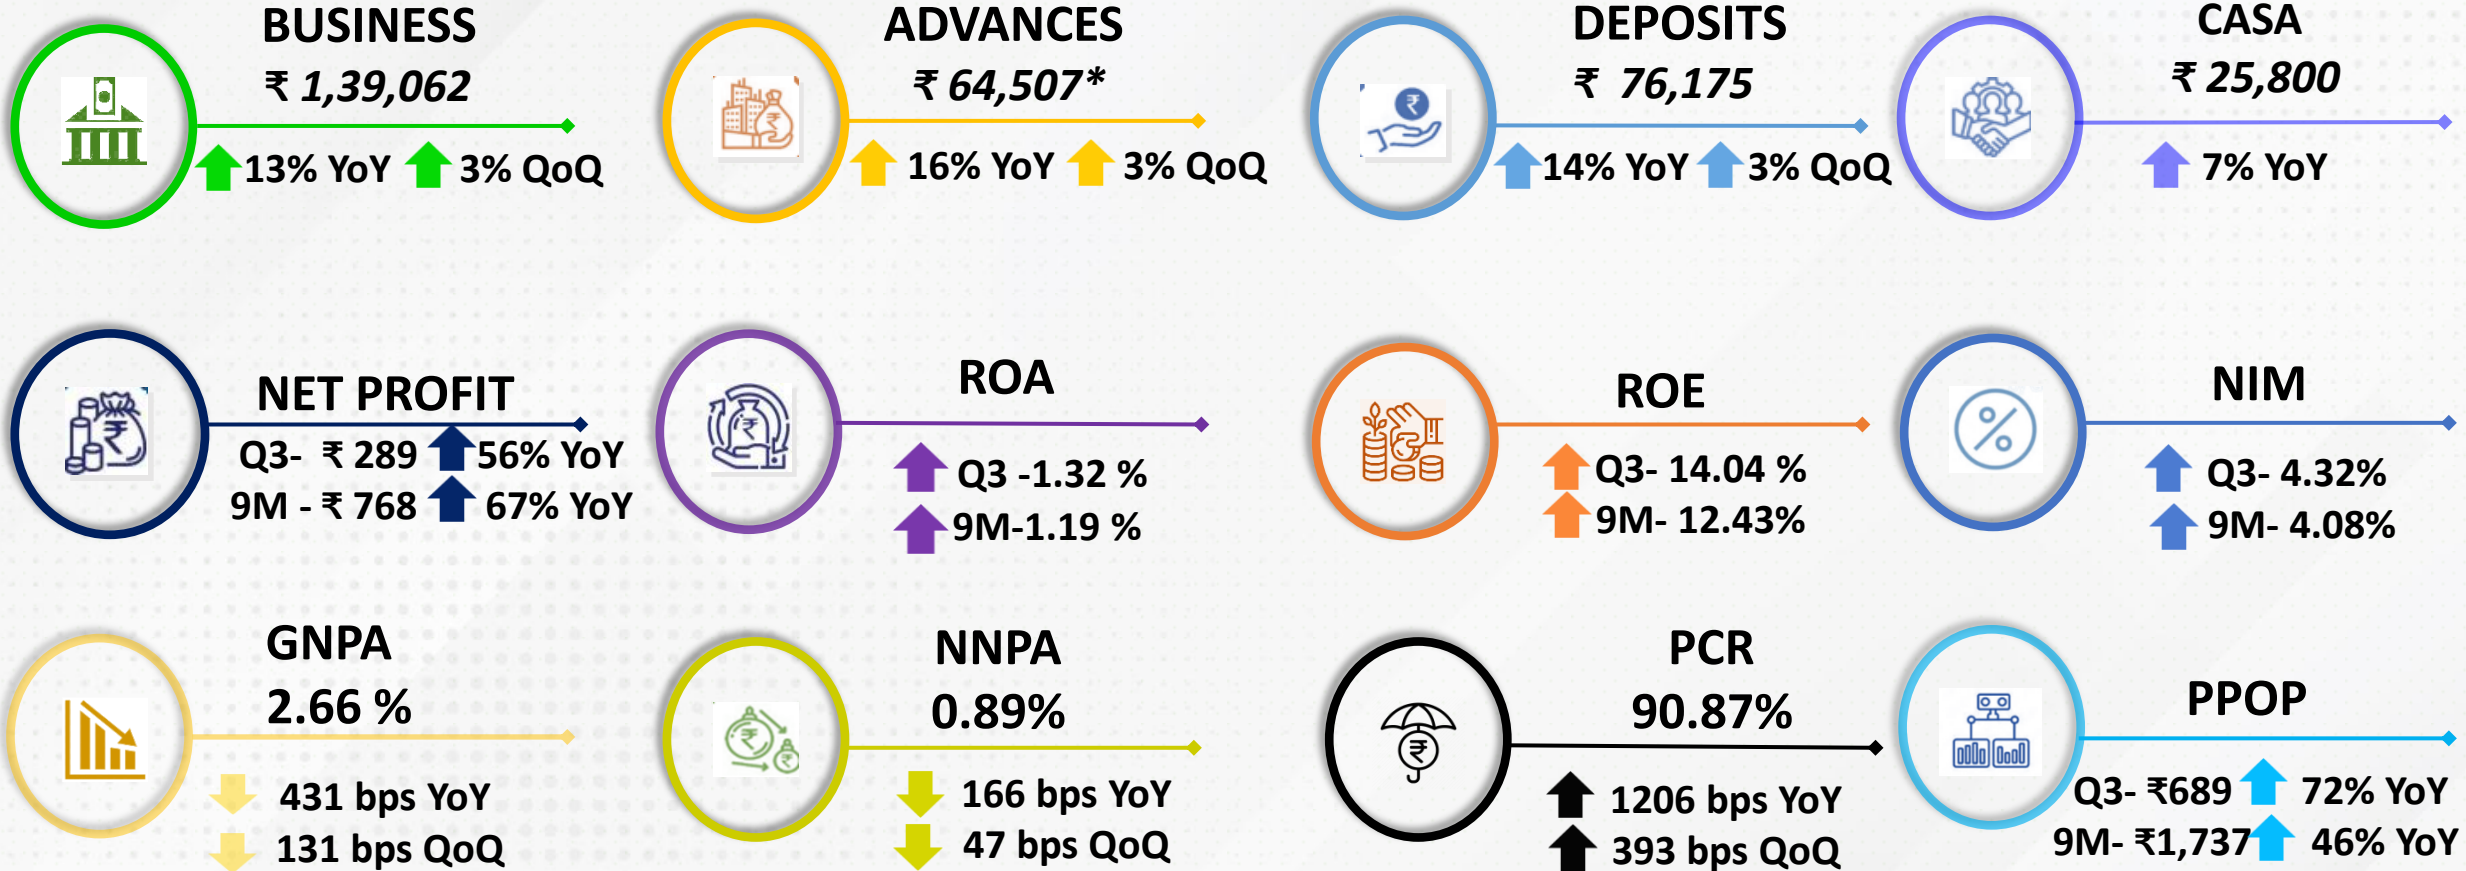 BUSINESS
₹ 1,39,062
13% YoY 3% QoQ
ADVANCES
₹ 64,507*
16% YoY 3% QoQ
DEPOSITS
₹ 76,175
14% YoY 3% QoQ
CASA
₹ 25,800
7% YoY
NET PROFIT
Q3- ₹ 289 56% YoY
9M - ₹ 768 67% YoY
ROA
Q3 -1.32 %
9M-1.19 %
ROE
Q3- 14.04 %
9M- 12.43%
NIM
Q3- 4.32%
9M- 4.08%
GNPA
2.66 %
431 bps YoY
131 bps QoQ
NNPA
0.89%
166 bps YoY
47 bps QoQ
PCR
90.87%
1206 bps YoY
393 bps QoQ
PPOP
Q3- ₹689 72% YoY
9M- ₹1,737 46% YoY